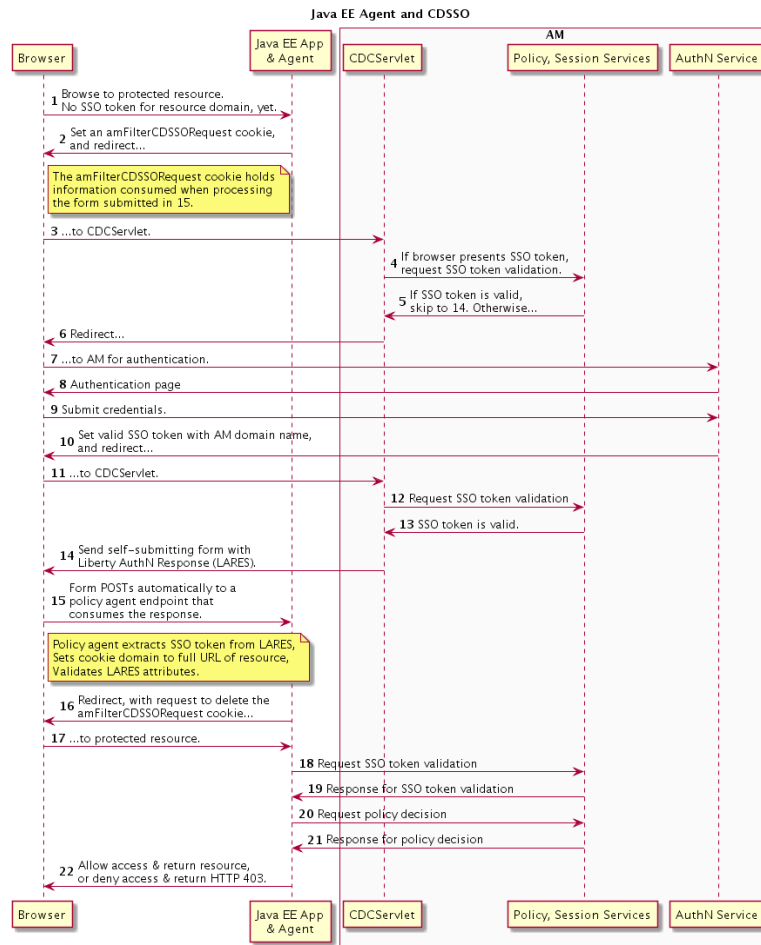 Java EE Agent and CDSSO
AM
Browser
Java EE App
& Agent
CDCServlet
Policy, Session Services
AuthN Service
1 Browse to protected resource.
No SSO token for resource domain, yet.
2 Set an amFilterCDSSORequest cookie,
and redirect...
The amFilterCDSSORequest cookie holds
information consumed when processing
the form submitted in 15.
3 ...to CDCServlet.
4 If browser presents SSO token,
request SSO token validation.
5 If SSO token is valid,
skip to 14. Otherwise...
6 Redirect...
7 ...to AM for authentication.
8 Authentication page
9 Submit credentials.
10 Set valid SSO token with AM domain name,
and redirect...
11 ...to CDCServlet.
12 Request SSO token validation
13 SSO token is valid.
14 Send self-submitting form with
Liberty AuthN Response (LARES).
15 Form POSTs automatically to a
policy agent endpoint that
consumes the response.
Policy agent extracts SSO token from LARES,
Sets cookie domain to full URL of resource,
Validates LARES attributes.
16 Redirect, with request to delete the
amFilterCDSSORequest cookie...
17 ...to protected resource.
18 Request SSO token validation
19 Response for SSO token validation
20 Request policy decision
21 Response for policy decision
22 Allow access & return resource,
or deny access & return HTTP 403.
Browser
Java EE App
& Agent
CDCServlet
Policy, Session Services
AuthN Service